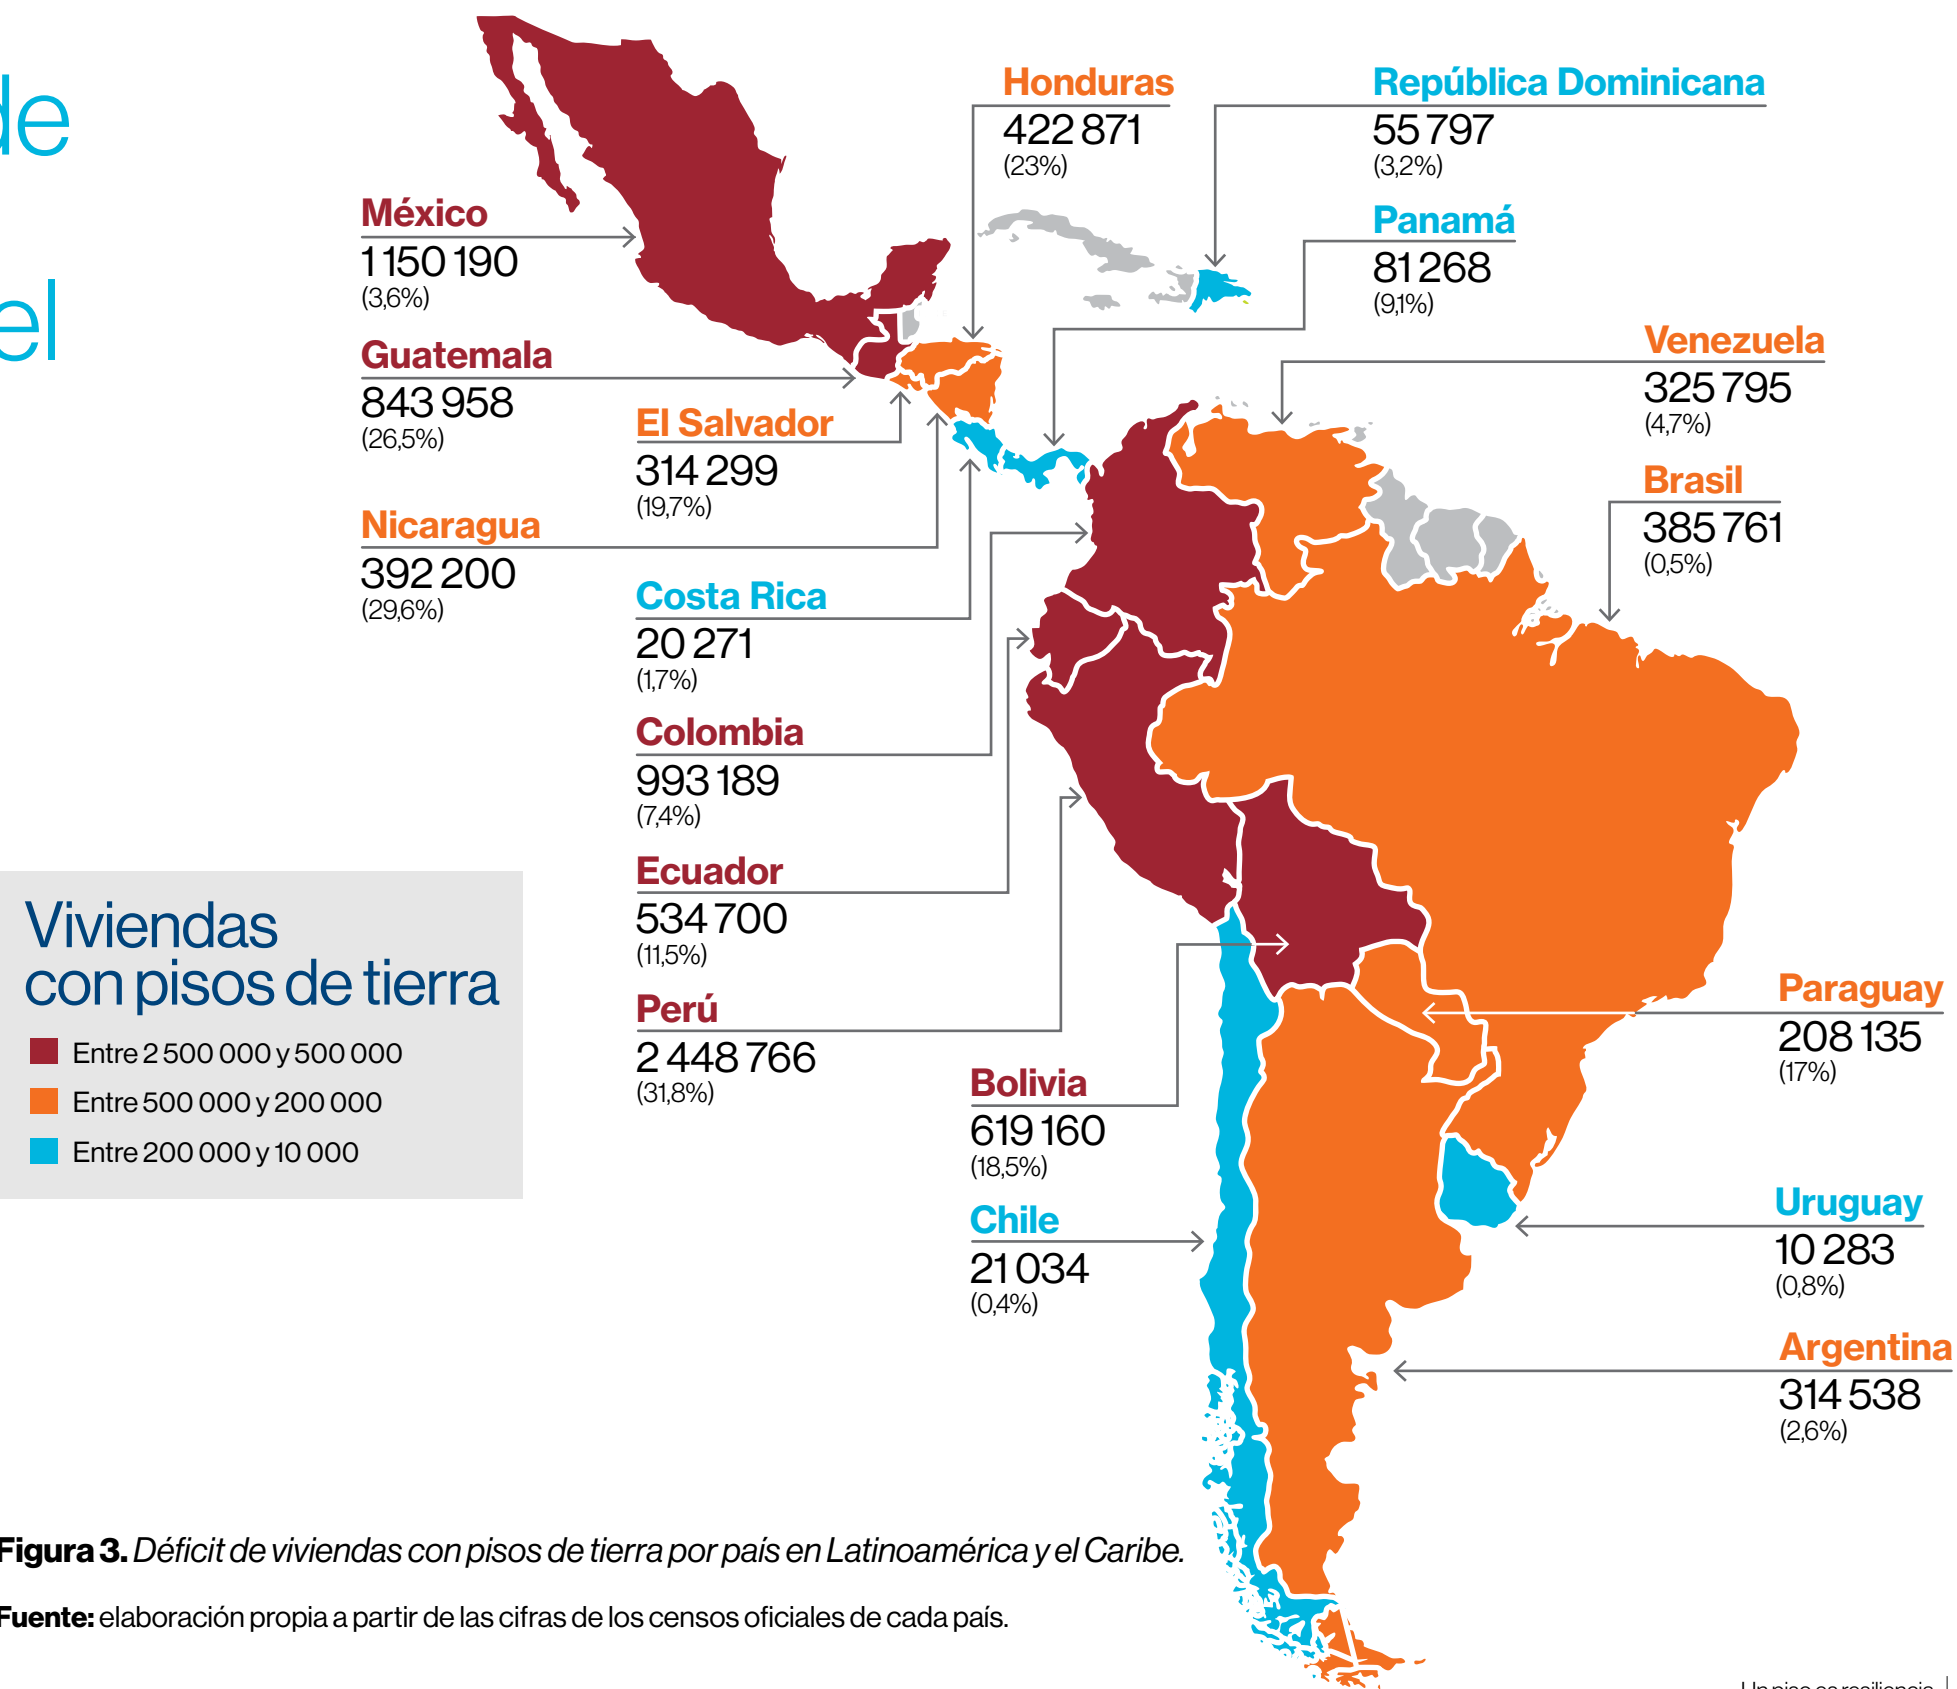 de
el
Honduras
422 871
(23%)
República Dominicana
55 797
(3,2%)
México
1 150 190
(3,6%)
Panamá
81 268
(9,1%)
Guatemala
843 958
(26,5%)
Venezuela
325 795
(4,7%)
El Salvador
314 299
(19,7%)
Brasil
385 761
(0,5%)
Nicaragua
392 200
(29,6%)
Costa Rica
20 271
(1,7%)
Colombia
993 189
(7,4%)
Ecuador
534 700
(11,5%)
Perú
2 448 766
(31,8%)
Viviendas
con pisos de tierra
Entre 2 500 000 y 500 000
Entre 500 000 y 200 000
Entre 200 000 y 10 000
Paraguay
208 135
(17%)
Bolivia
619 160
(18,5%)
Chile
21 034
(0,4%)
Uruguay
10 283
(0,8%)
Argentina
314 538
(2,6%)
Figura 3. Déficit de viviendas con pisos de tierra por país en Latinoamérica y el Caribe.
Fuente: elaboración propia a partir de las cifras de los censos oficiales de cada país.
Un piso es resiliencia |